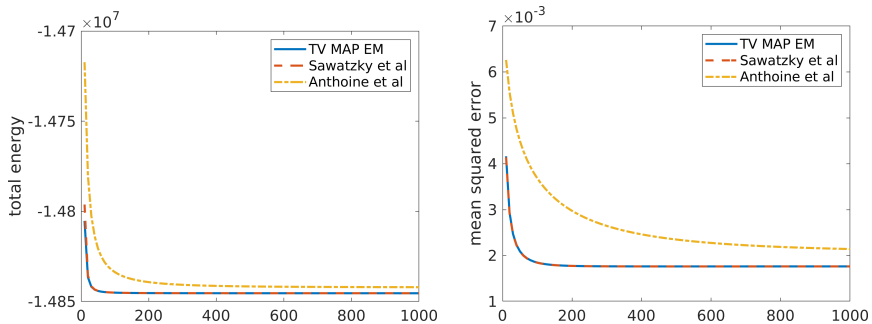 ×10^7
-1.47
-1.475
-1.48
-1.485
total energy
TV MAP EM
Sawatzky et al
Anthoine et al
0 200 400 600 800 1000
×10^-3
7
6
5
4
3
2
1
mean squared error
TV MAP EM
Sawatzky et al
Anthoine et al
0 200 400 600 800 1000